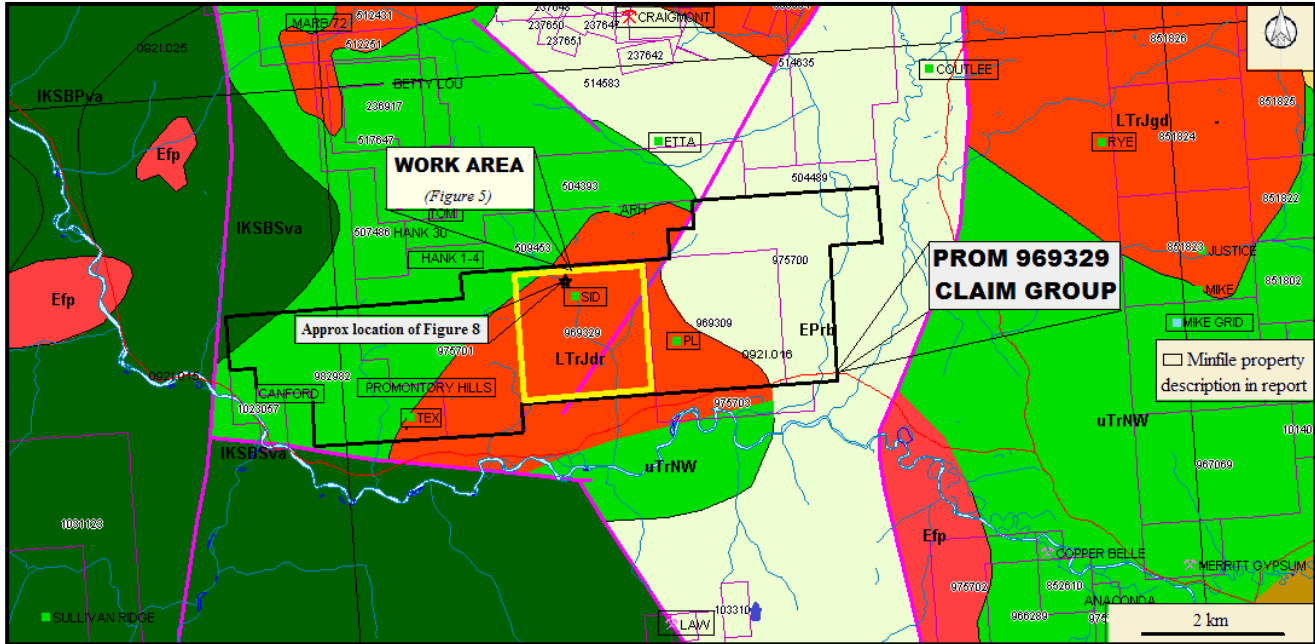 MARB 72
512431
237648
237650
237647
237651
CRAIGMONT
237642
092I.025
512251
514635
514583
COUTLEE
851826
IKSBPva
BETTY LOU
851825
236917
LTrJgd
517647
851824
ETTA
RYE
Efp
WORK AREA
(Figure 5)
504393
504489
851822
TOM
ARH
IKSBSva
507486
HANK 30
509453
851823
JUSTICE
HANK 1-4
975700
PROM 969329
CLAIM GROUP
851802
Efp
MIKE
SID
Approx location of Figure 8
969329
969309
EPrb
MIKE GRID
975701
PL
LTrJdr
092I.016
Minfile property
description in report
092I.015
982982
PROMONTORY HILLS
CANFORD
1023057
975703
TEX
uTrNW
10140
IKSBSva
uTrNW
967069
1031123
Efp
COPPER BELLE
MERRITT GYPSUM
975702
852610
ANACONDA
SULLIVAN RIDGE
103310
LAW
966289
2 km